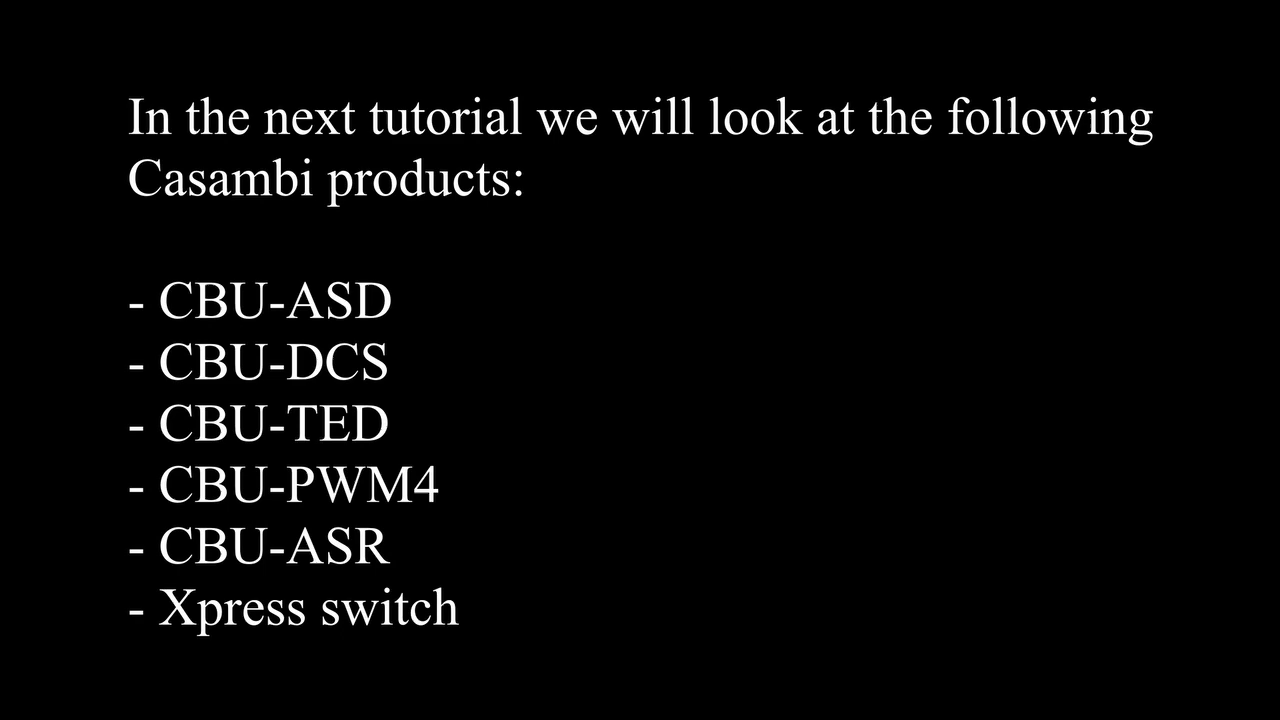 In the next tutorial we will look at the following
Casambi products:
- CBU-ASD
- CBU-DCS
- CBU-TED
- CBU-PWM4
- CBU-ASR
- Xpress switch